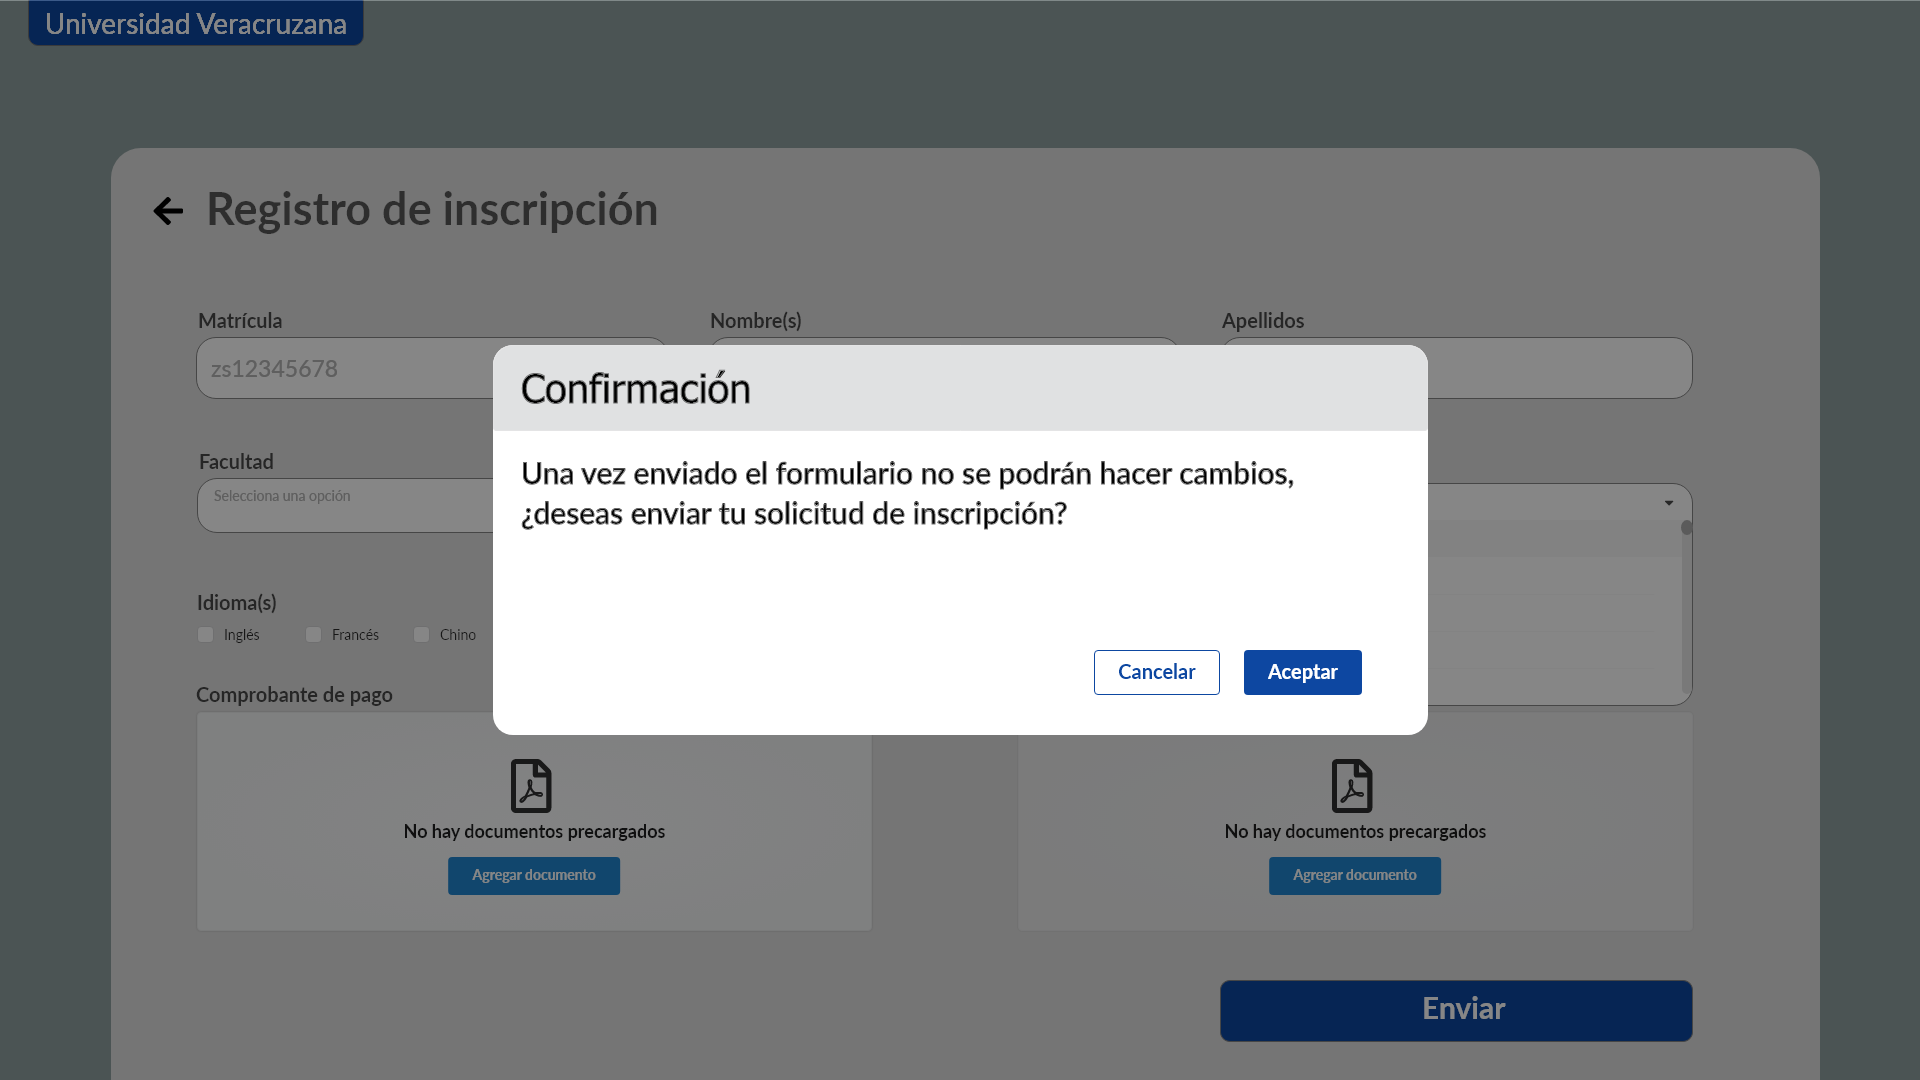 Universidad Veracruzana
Registro de inscripción
Matrícula
Nombre(s)
Apellidos
zs12345678
Confirmación
Una vez enviado el formulario no se podrán hacer cambios,
¿deseas enviar tu solicitud de inscripción?
Facultad
Selecciona una opción
Idioma(s)
Inglés
Francés
Chino
Cancelar
Aceptar
Comprobante de pago
No hay documentos precargados
No hay documentos precargados
Agregar documento
Agregar documento
Enviar